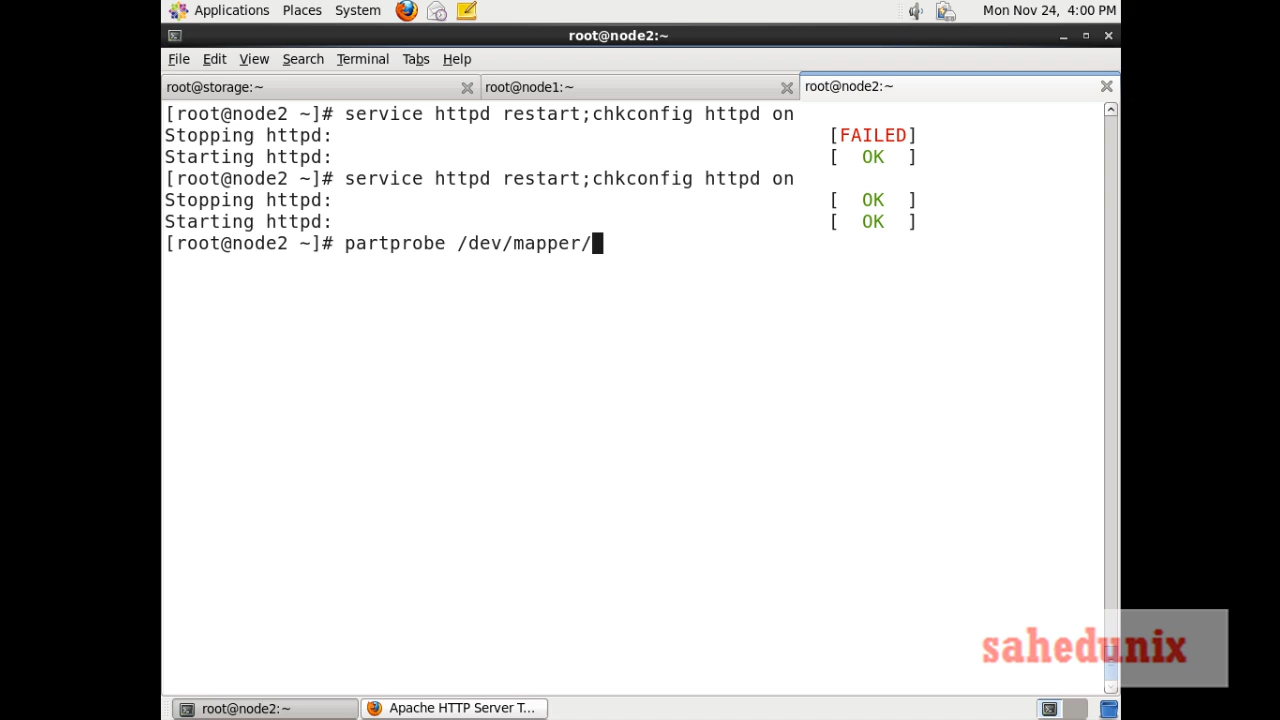 Applications Places System Mon Nov 24, 4:00 PM
root@node2:~
File Edit View Search Terminal Tabs Help
root@storage:~ root@node1:~ root@node2:~
[root@node2 ~]# service httpd restart;chkconfig httpd on
Stopping httpd: [FAILED]
Starting httpd: [ OK ]
[root@node2 ~]# service httpd restart;chkconfig httpd on
Stopping httpd: [ OK ]
Starting httpd: [ OK ]
[root@node2 ~]# partprobe /dev/mapper/
sahedunix
root@node2:~ Apache HTTP Server T...